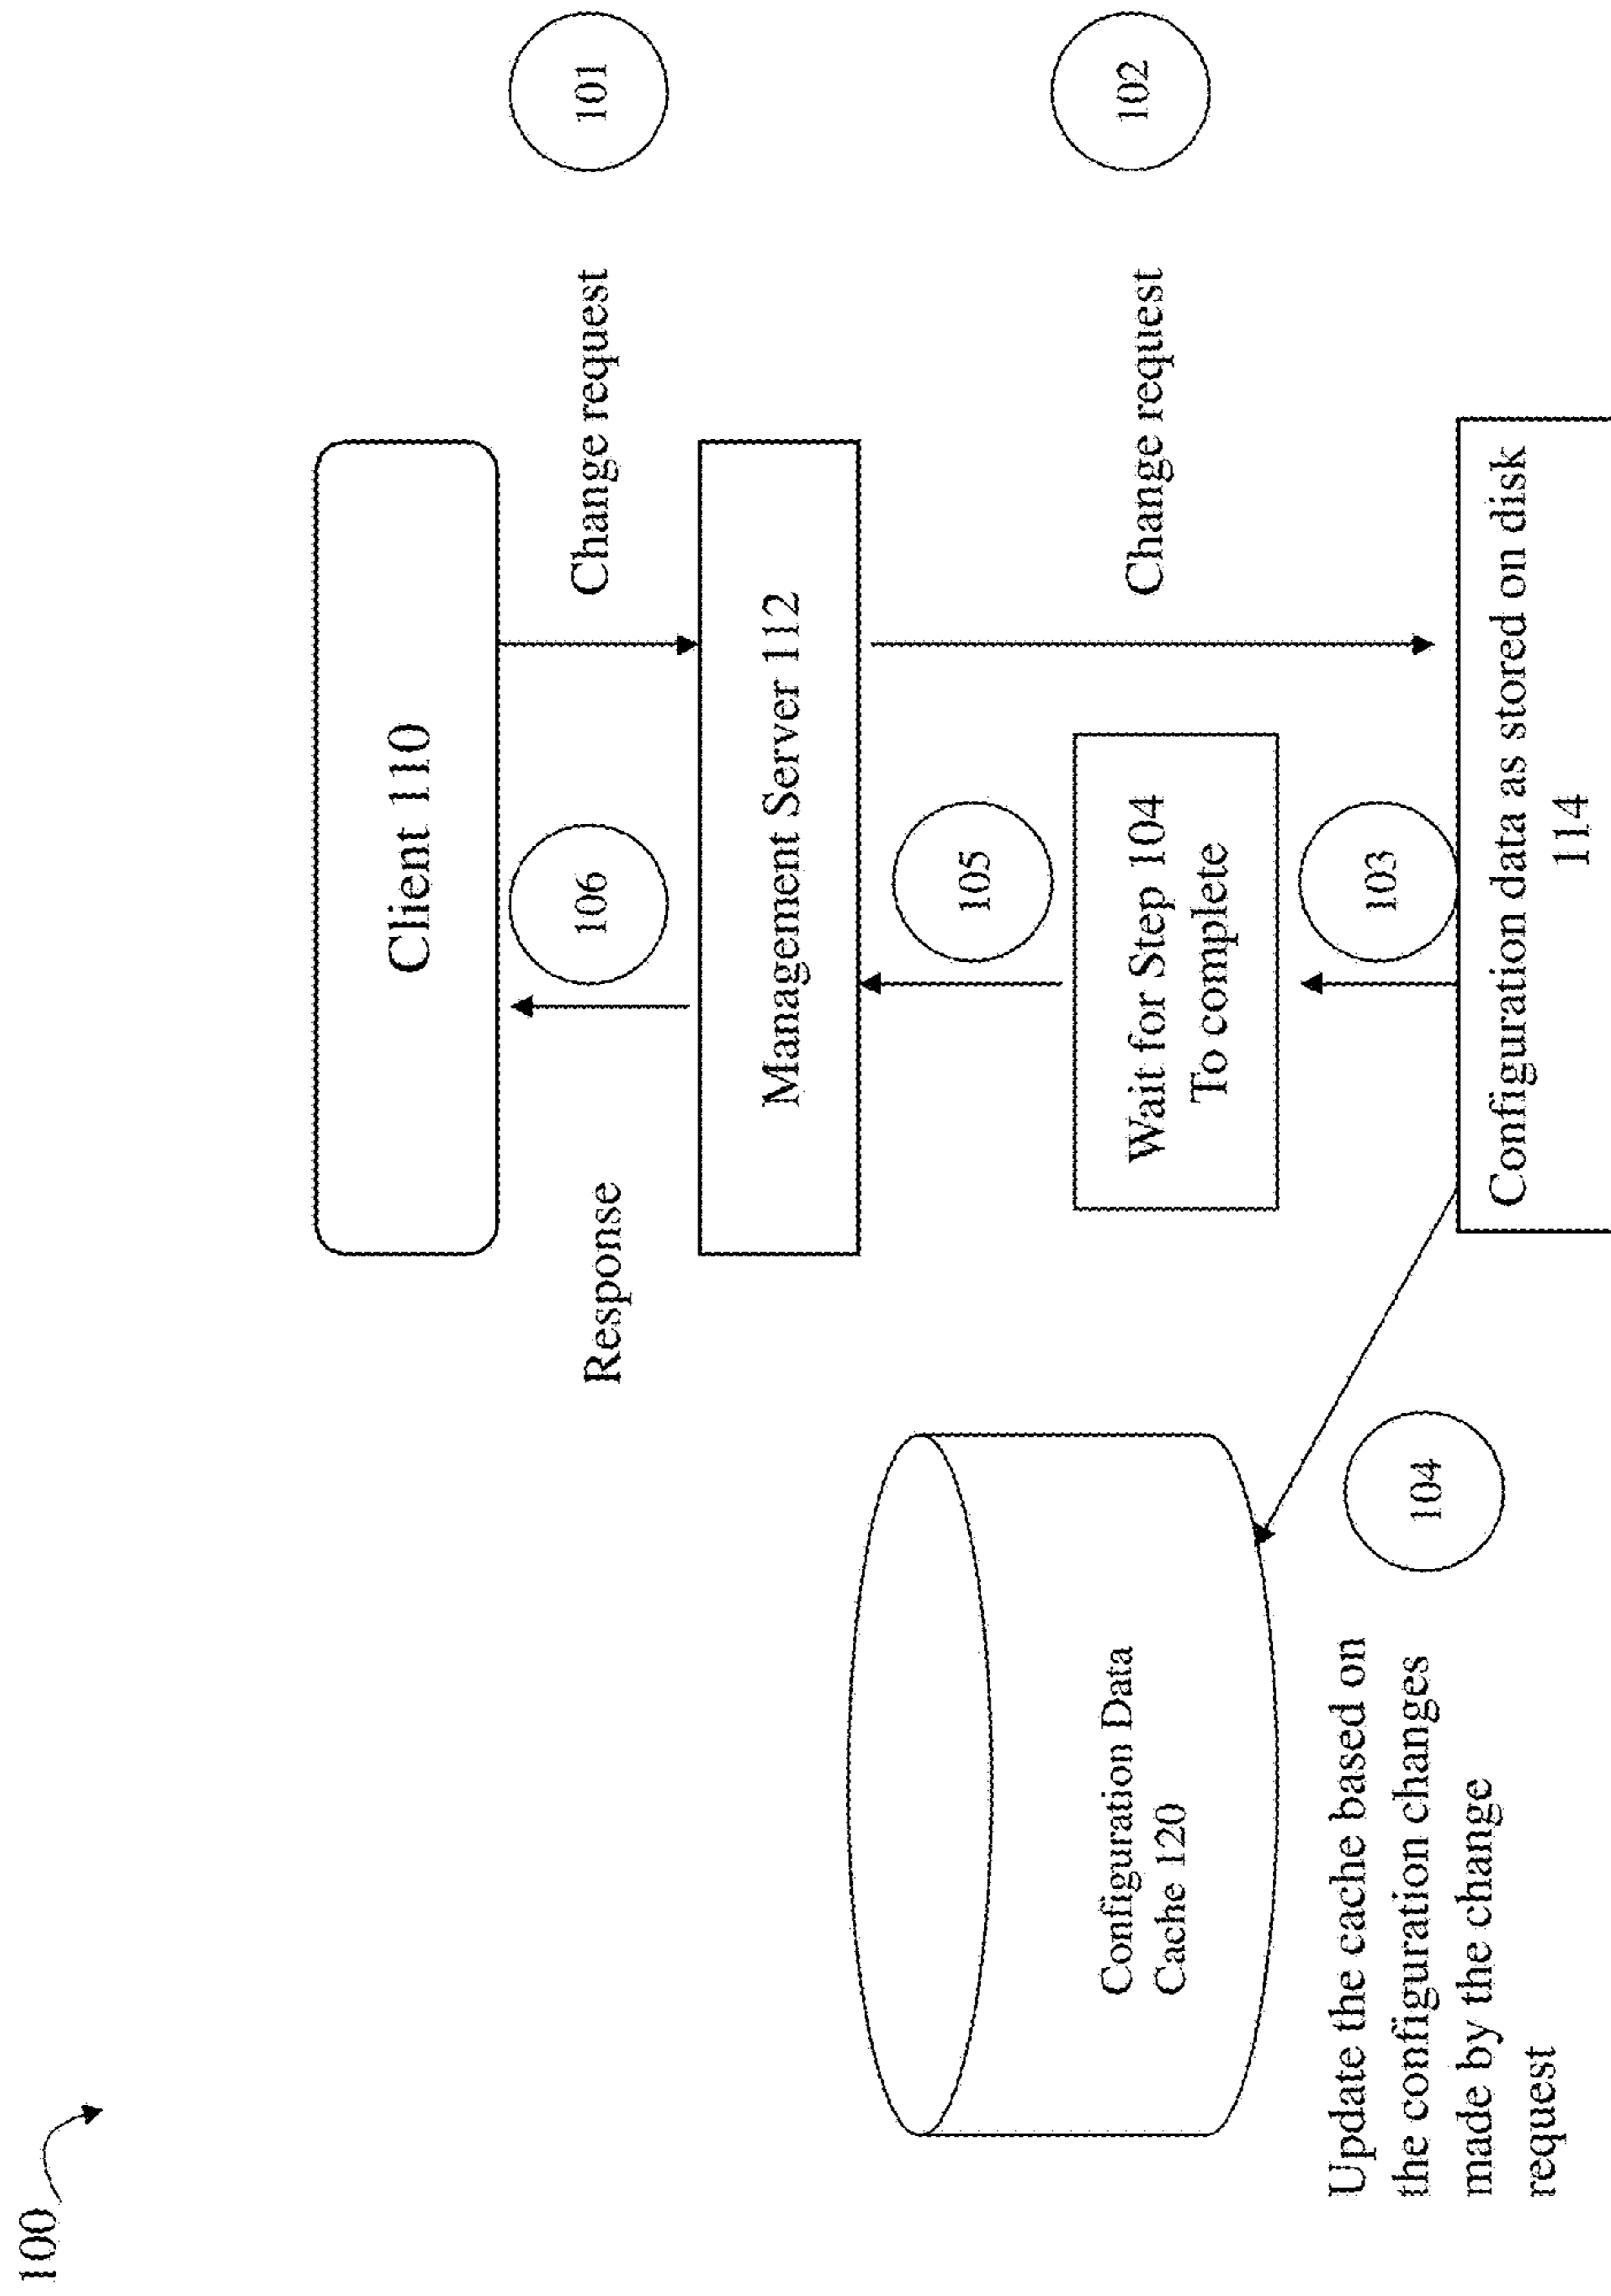 100
Client 110
Response
106
Change request
101
Management Server 112
105
Wait for Step 104
To complete
Change request
102
Configuration Data
Cache 120
103
104
Update the cache based on
the configuration changes
made by the change
request
Configuration data as stored on disk
114